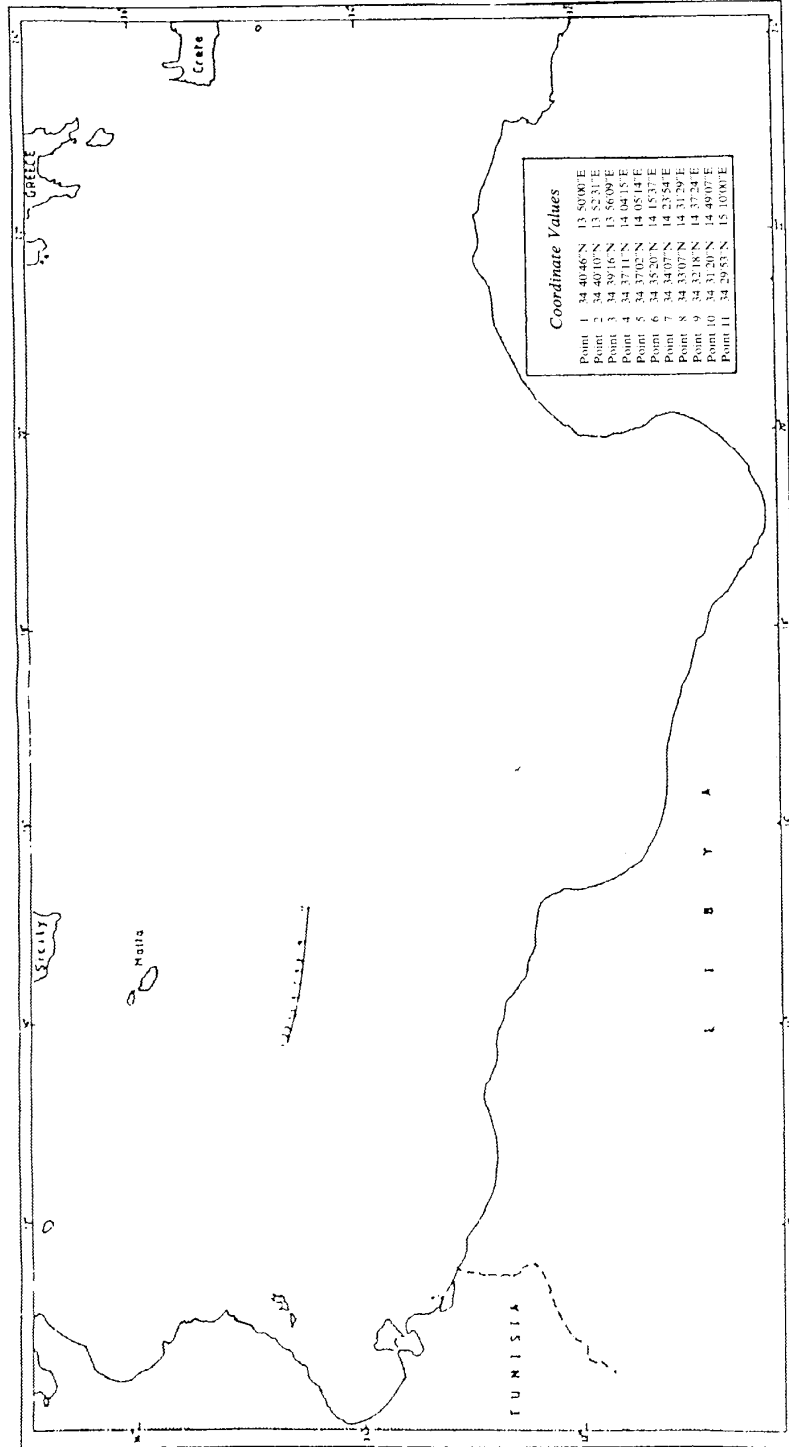 GREECE
Crete
Sicily
Malta
Coordinate Values
Point 1 34 40'46"N 13 50'00"E
Point 2 34 40'10"N 13 52'31"E
Point 3 34 39'16"N 13 56'09"E
Point 4 34 37'11"N 14 04'15"E
Point 5 34 37'02"N 14 05'14"E
Point 6 34 35'20"N 14 15'37"E
Point 7 34 34'07"N 14 23'54"E
Point 8 34 33'07"N 14 31'29"E
Point 9 34 32'18"N 14 37'24"E
Point 10 34 31'20"N 14 49'07"E
Point 11 34 29'53"N 15 10'00"E
LIBYA
TUNISIA